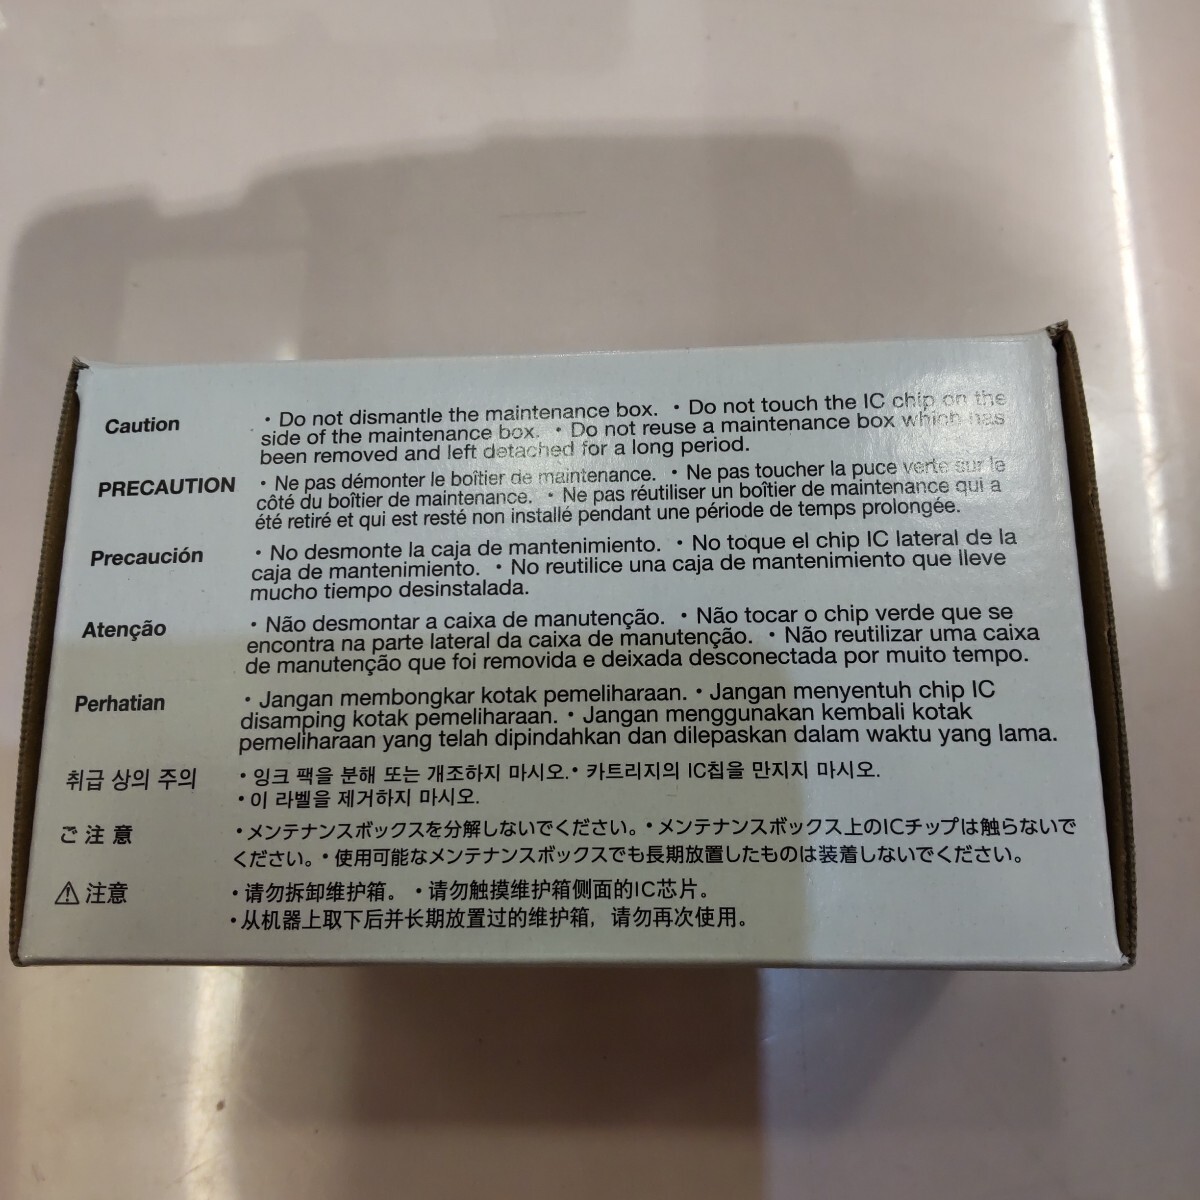 Caution ・Do not dismantle the maintenance box. ・Do not touch the IC chip on the
side of the maintenance box. ・Do not reuse a maintenance box which has
been removed and left detached for a long period.
PRECAUTION ・Ne pas démonter le boîtier de maintenance. ・Ne pas toucher la puce verte sur le
côté du boîtier de maintenance. ・Ne pas réutiliser un boîtier de maintenance qui a
été retiré et qui est resté non installé pendant une période de temps prolongée.
Precaución ・No desmonte la caja de mantenimiento. ・No toque el chip IC lateral de la
caja de mantenimiento. ・No reutilice una caja de mantenimiento que lleve
mucho tiempo desinstalada.
Atenção ・Não desmontar a caixa de manutenção. ・Não tocar o chip verde que se
encontra na parte lateral da caixa de manutenção. ・Não reutilizar uma caixa
de manutenção que foi removida e deixada desconectada por muito tempo.
Perhatian ・Jangan membongkar kotak pemeliharaan.・Jangan menyentuh chip IC
disamping kotak pemeliharaan.・Jangan menggunakan kembali kotak
pemeliharaan yang telah dipindahkan dan dilepaskan dalam waktu yang lama.
취급 상의 주의 ・잉크 팩을 분해 또는 개조하지 마시오.・카트리지의 IC칩을 만지지 마시오.
・이 라벨을 제거하지 마시오.
ご注意 ・メンテナンスボックスを分解しないでください。・メンテナンスボックス上のICチップは触らないで
ください。・使用可能なメンテナンスボックスでも長期放置したものは装着しないでください。
⚠注意 ・请勿拆卸维护箱。 ・请勿触摸维护箱侧面的IC芯片。
・从机器上取下后并长期放置过的维护箱，请勿再次使用。